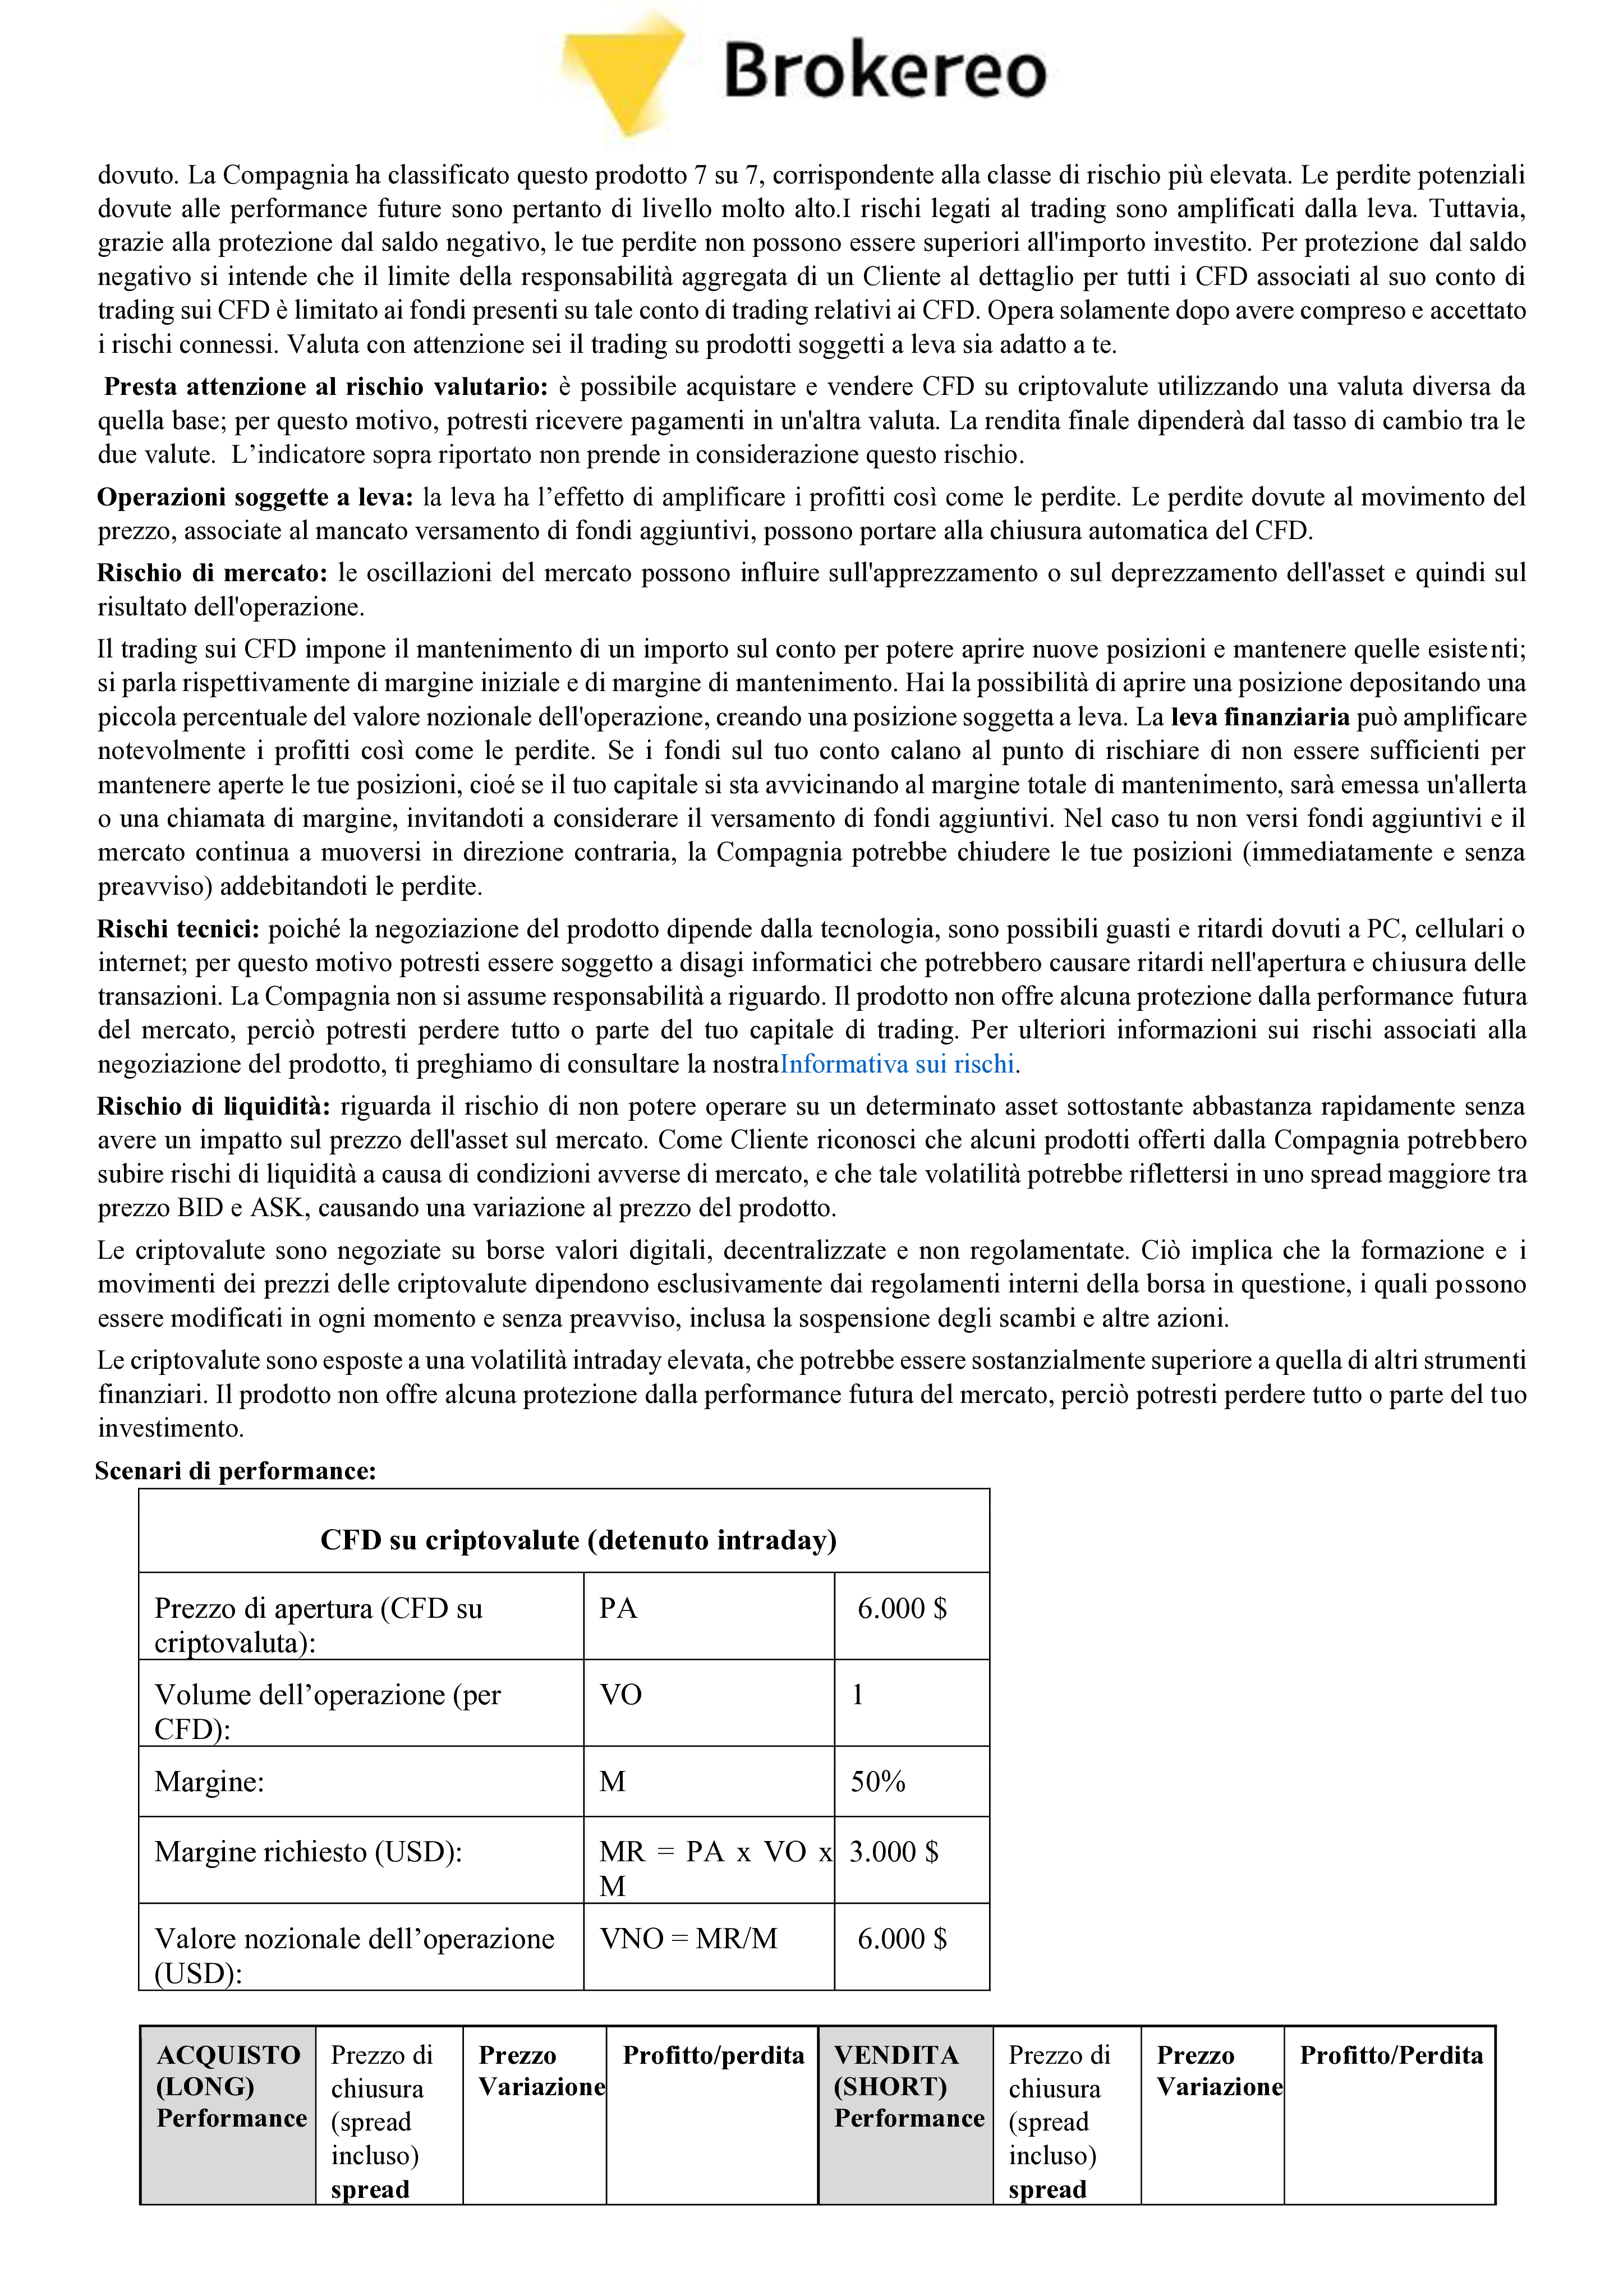 Brokereo
dovuto. La Compagnia ha classificato questo prodotto 7 su 7, corrispondente alla classe di rischio più elevata. Le perdite potenziali
dovute alle performance future sono pertanto di livello molto alto.I rischi legati al trading sono amplificati dalla leva. Tuttavia,
grazie alla protezione dal saldo negativo, le tue perdite non possono essere superiori all'importo investito. Per protezione dal saldo
negativo si intende che il limite della responsabilità aggregata di un Cliente al dettaglio per tutti i CFD associati al suo conto di
trading sui CFD è limitato ai fondi presenti su tale conto di trading relativi ai CFD. Opera solamente dopo avere compreso e accettato
i rischi connessi. Valuta con attenzione sei il trading su prodotti soggetti a leva sia adatto a te.
Presta attenzione al rischio valutario: è possibile acquistare e vendere CFD su criptovalute utilizzando una valuta diversa da
quella base; per questo motivo, potresti ricevere pagamenti in un'altra valuta. La rendita finale dipenderà dal tasso di cambio tra le
due valute. L’indicatore sopra riportato non prende in considerazione questo rischio.
Operazioni soggette a leva: la leva ha l’effetto di amplificare i profitti così come le perdite. Le perdite dovute al movimento del
prezzo, associate al mancato versamento di fondi aggiuntivi, possono portare alla chiusura automatica del CFD.
Rischio di mercato: le oscillazioni del mercato possono influire sull'apprezzamento o sul deprezzamento dell'asset e quindi sul
risultato dell'operazione.
Il trading sui CFD impone il mantenimento di un importo sul conto per potere aprire nuove posizioni e mantenere quelle esistenti;
si parla rispettivamente di margine iniziale e di margine di mantenimento. Hai la possibilità di aprire una posizione depositando una
piccola percentuale del valore nozionale dell'operazione, creando una posizione soggetta a leva. La leva finanziaria può amplificare
notevolmente i profitti così come le perdite. Se i fondi sul tuo conto calano al punto di rischiare di non essere sufficienti per
mantenere aperte le tue posizioni, cioé se il tuo capitale si sta avvicinando al margine totale di mantenimento, sarà emessa un'allerta
o una chiamata di margine, invitandoti a considerare il versamento di fondi aggiuntivi. Nel caso tu non versi fondi aggiuntivi e il
mercato continua a muoversi in direzione contraria, la Compagnia potrebbe chiudere le tue posizioni (immediatamente e senza
preavviso) addebitandoti le perdite.
Rischi tecnici: poiché la negoziazione del prodotto dipende dalla tecnologia, sono possibili guasti e ritardi dovuti a PC, cellulari o
internet; per questo motivo potresti essere soggetto a disagi informatici che potrebbero causare ritardi nell'apertura e chiusura delle
transazioni. La Compagnia non si assume responsabilità a riguardo. Il prodotto non offre alcuna protezione dalla performance futura
del mercato, perciò potresti perdere tutto o parte del tuo capitale di trading. Per ulteriori informazioni sui rischi associati alla
negoziazione del prodotto, ti preghiamo di consultare la nostraInformativa sui rischi.
Rischio di liquidità: riguarda il rischio di non potere operare su un determinato asset sottostante abbastanza rapidamente senza
avere un impatto sul prezzo dell'asset sul mercato. Come Cliente riconosci che alcuni prodotti offerti dalla Compagnia potrebbero
subire rischi di liquidità a causa di condizioni avverse di mercato, e che tale volatilità potrebbe riflettersi in uno spread maggiore tra
prezzo BID e ASK, causando una variazione al prezzo del prodotto.
Le criptovalute sono negoziate su borse valori digitali, decentralizzate e non regolamentate. Ciò implica che la formazione e i
movimenti dei prezzi delle criptovalute dipendono esclusivamente dai regolamenti interni della borsa in questione, i quali possono
essere modificati in ogni momento e senza preavviso, inclusa la sospensione degli scambi e altre azioni.
Le criptovalute sono esposte a una volatilità intraday elevata, che potrebbe essere sostanzialmente superiore a quella di altri strumenti
finanziari. Il prodotto non offre alcuna protezione dalla performance futura del mercato, perciò potresti perdere tutto o parte del tuo
investimento.
Scenari di performance:
CFD su criptovalute (detenuto intraday)
Prezzo di apertura (CFD su
criptovaluta):
PA
6.000 $
Volume dell’operazione (per
CFD):
VO
1
Margine:
M
50%
Margine richiesto (USD):
MR = PA x VO x
M
3.000 $
Valore nozionale dell’operazione
(USD):
VNO = MR/M
6.000 $
ACQUISTO
(LONG)
Performance
Prezzo di
chiusura
(spread
incluso)
spread
Prezzo
Variazione
Profitto/perdita
VENDITA
(SHORT)
Performance
Prezzo di
chiusura
(spread
incluso)
spread
Prezzo
Variazione
Profitto/Perdita